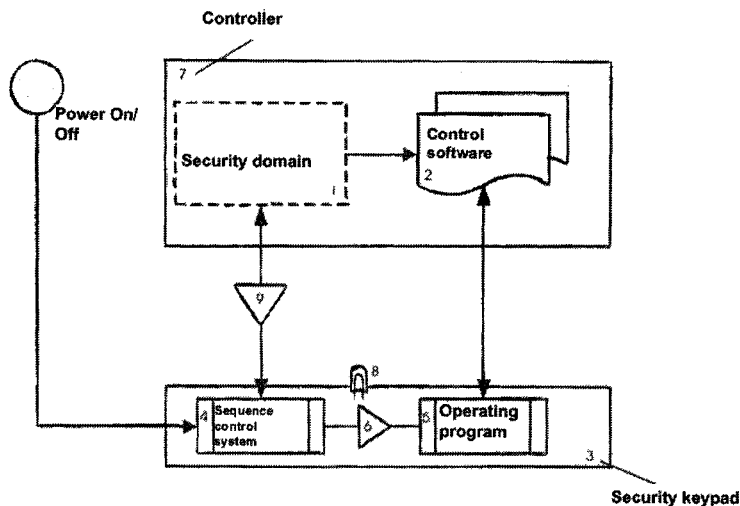 Controller
7
Power On/
Off
Security domain
1
Control
software
2
9
8
4
Sequence
control
system
6
5
Operating
program
3
Security keypad